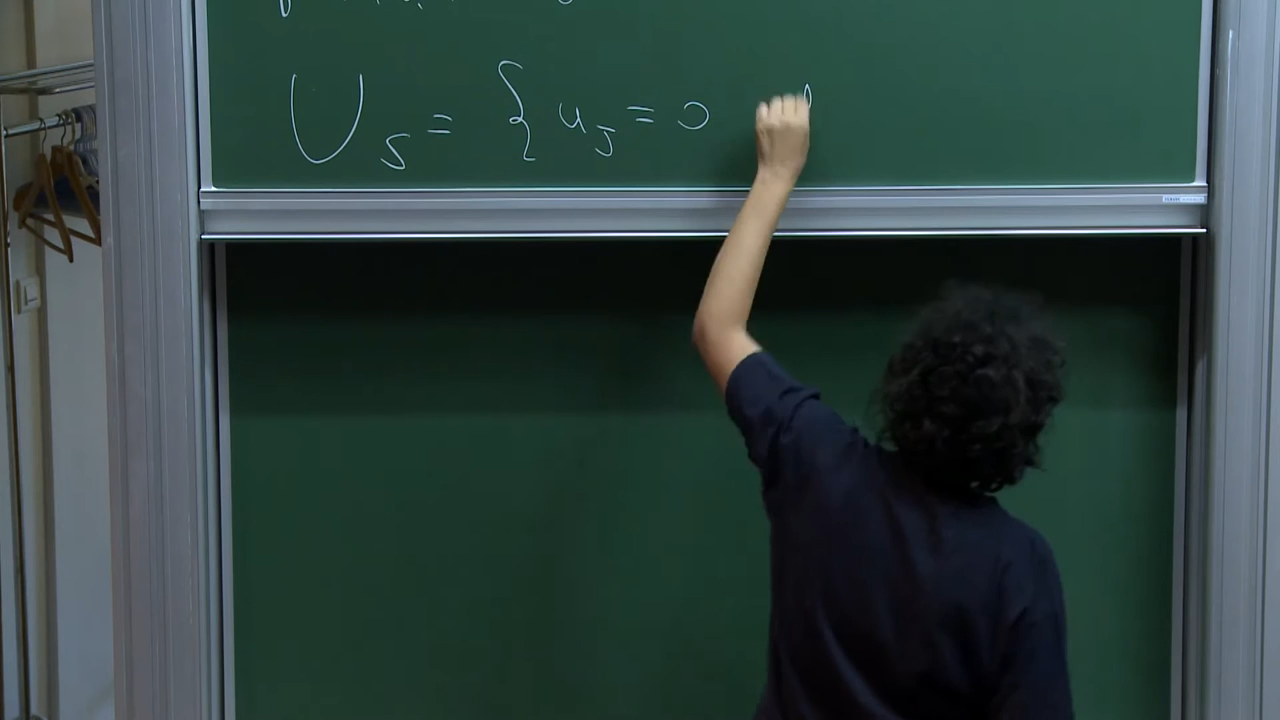 U_S = { u_J = 0